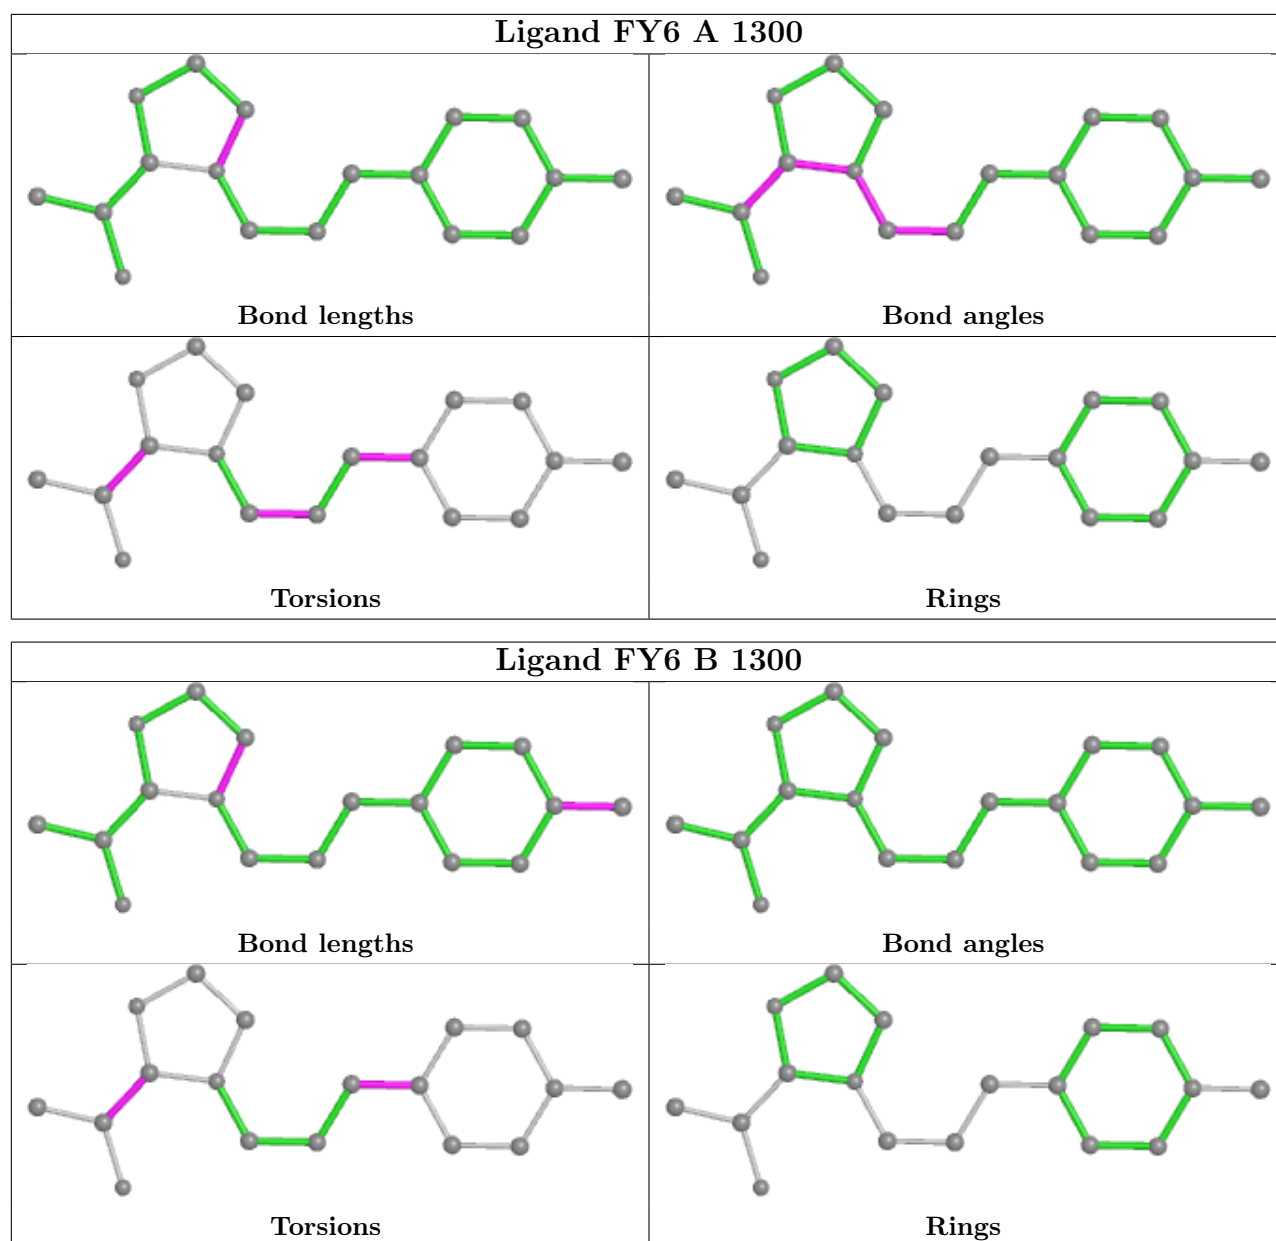 Ligand FY6 A 1300
Bond lengths
Bond angles
Torsions
Rings
Ligand FY6 B 1300
Bond lengths
Bond angles
Torsions
Rings